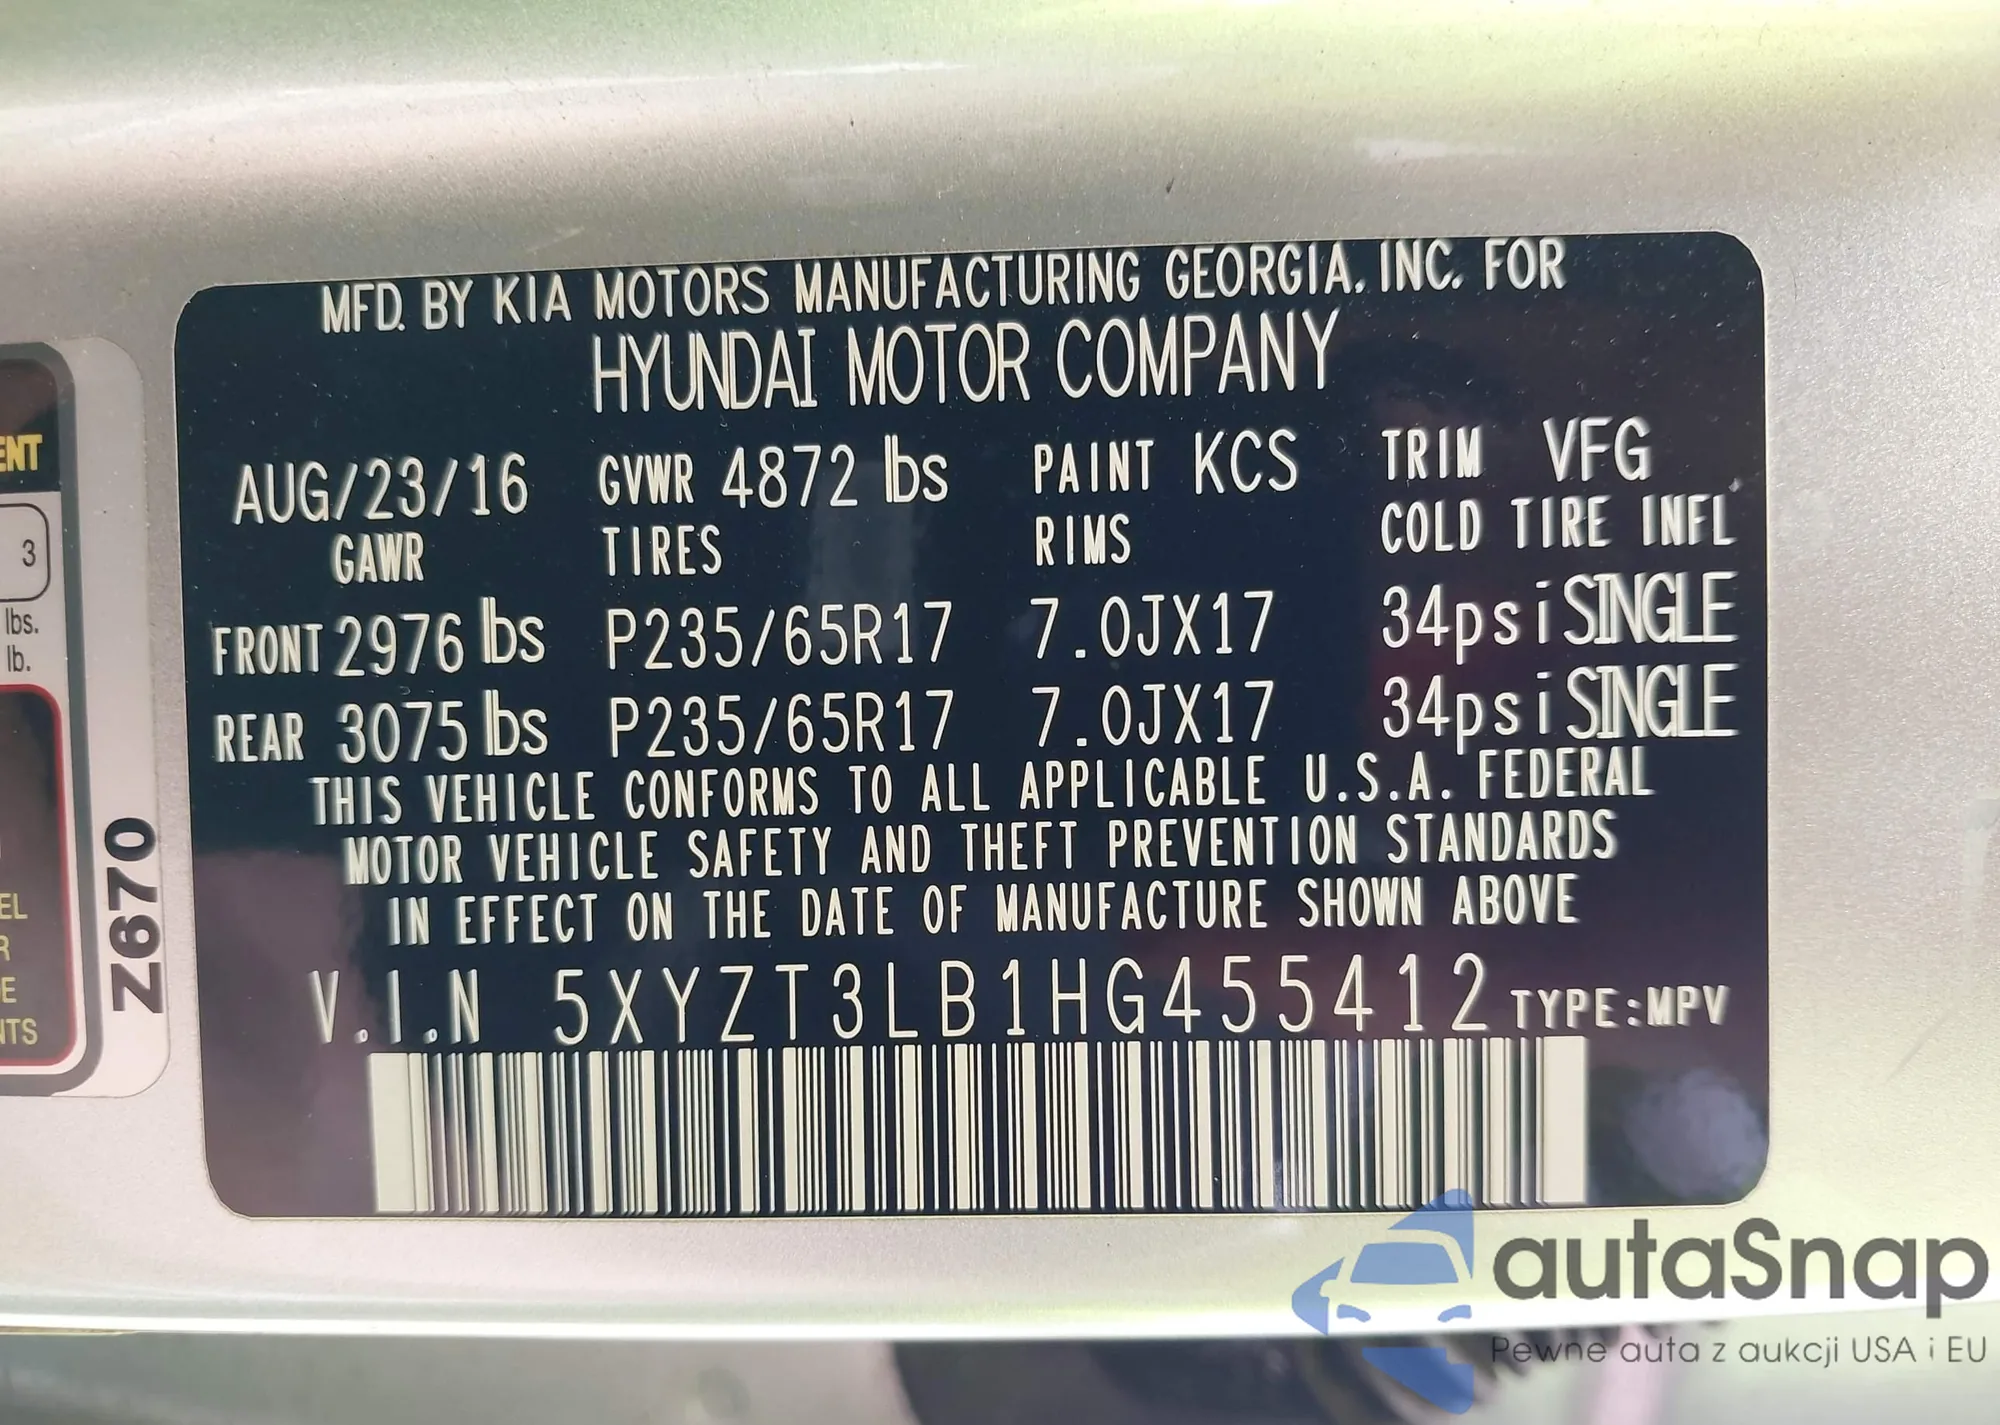 MFD. BY KIA MOTORS MANUFACTURING GEORGIA. INC. FOR
HYUNDAI MOTOR COMPANY
AUG/23/16 GVWR 4872 lbs PAINT KCS TRIM VFG
GAWR TIRES RIMS COLD TIRE INFL
FRONT 2976 lbs P235/65R17 7.0JX17 34psi SINGLE
REAR 3075 lbs P235/65R17 7.0JX17 34psi SINGLE
THIS VEHICLE CONFORMS TO ALL APPLICABLE U.S.A. FEDERAL
MOTOR VEHICLE SAFETY AND THEFT PREVENTION STANDARDS
IN EFFECT ON THE DATE OF MANUFACTURE SHOWN ABOVE
V.I.N 5XYZT3LB1HG455412 TYPE:MPV
3
lbs.
lb.
Z670
autaSnap
Pewne auta z aukcji USA i EU